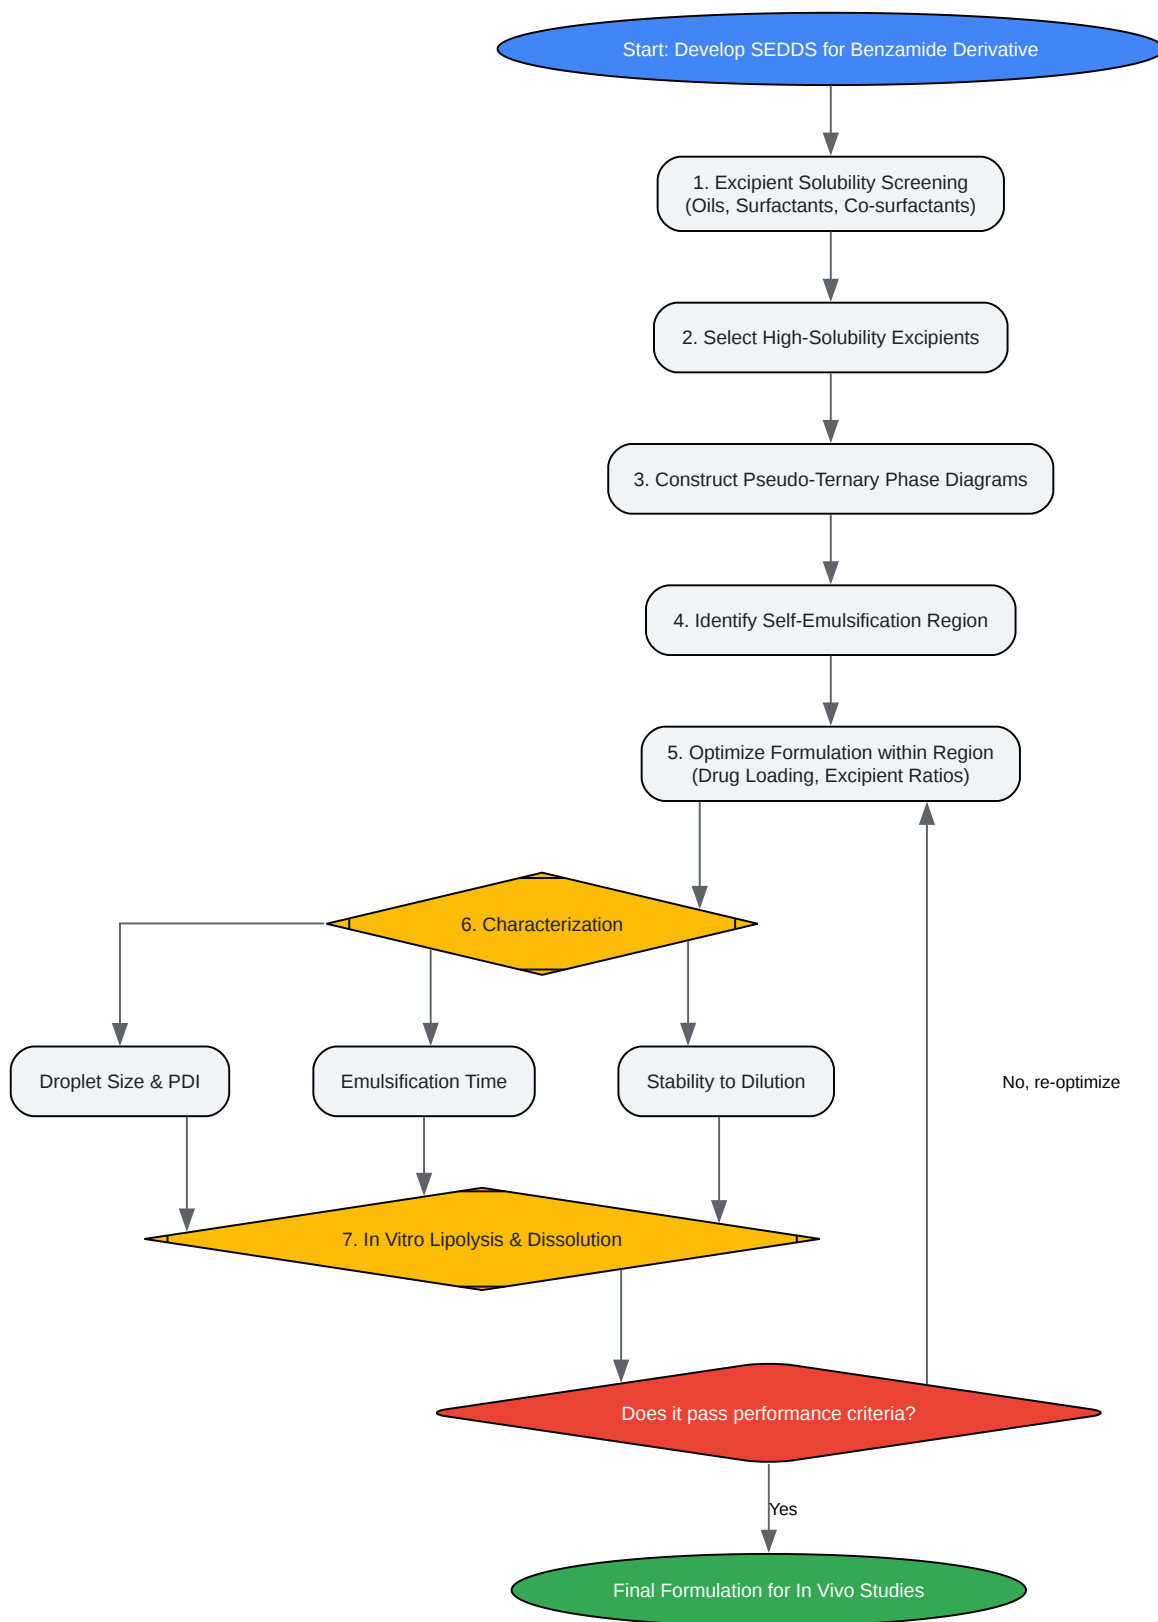 Start: Develop SEDDS for Benzamide Derivative
1. Excipient Solubility Screening
(Oils, Surfactants, Co-surfactants)
2. Select High-Solubility Excipients
3. Construct Pseudo-Ternary Phase Diagrams
4. Identify Self-Emulsification Region
5. Optimize Formulation within Region
(Drug Loading, Excipient Ratios)
6. Characterization
Droplet Size & PDI
Emulsification Time
Stability to Dilution
No, re-optimize
7. In Vitro Lipolysis & Dissolution
Does it pass performance criteria?
Yes
Final Formulation for In Vivo Studies